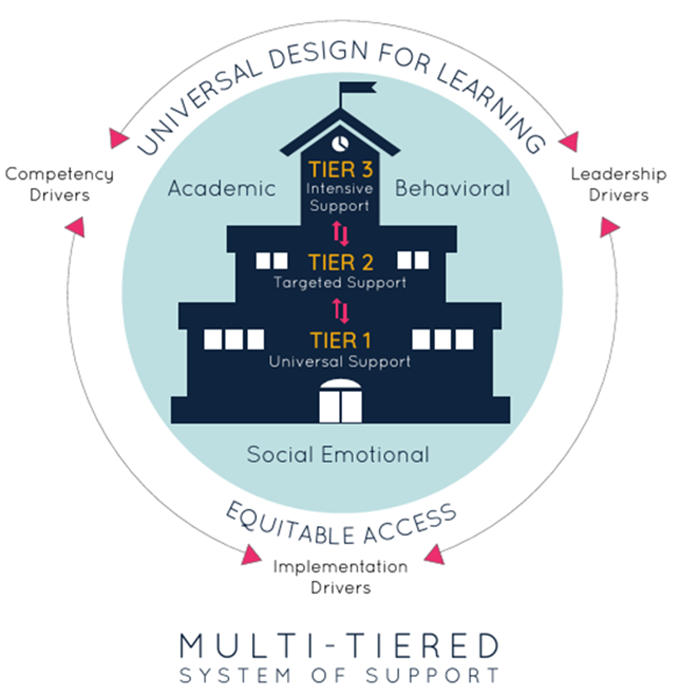 UNIVERSAL DESIGN FOR LEARNING
Competency
Drivers
Leadership
Drivers
Academic
Behavioral
TIER 3
Intensive
Support
TIER 2
Targeted Support
TIER 1
Universal Support
Social Emotional
EQUITABLE ACCESS
Implementation
Drivers
MULTI-TIERED
SYSTEM OF SUPPORT